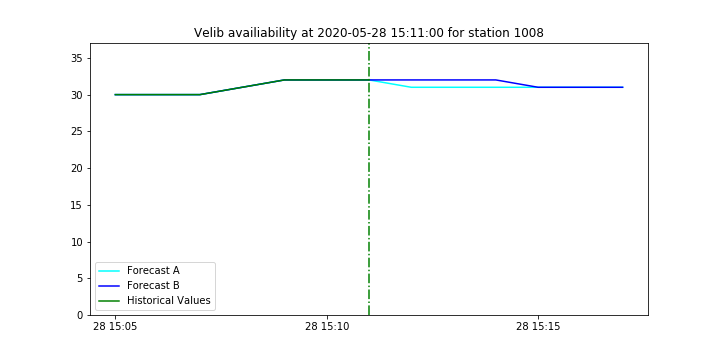 Velib availiability at 2020-05-28 15:11:00 for station 1008
35
30
25
20
15
10
5
0
Forecast A
Forecast B
Historical Values
28 15:05
28 15:10
28 15:15